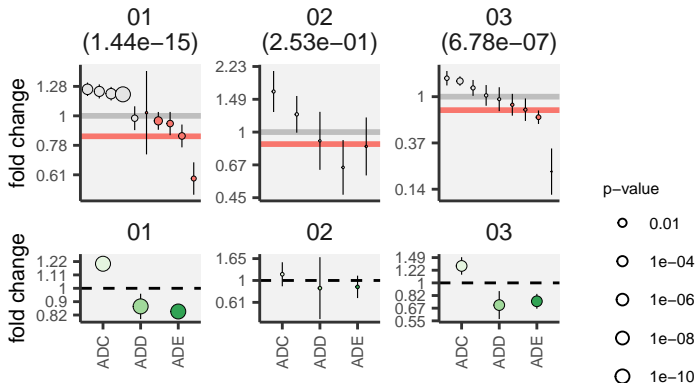 01 02 03
(1.44e−15) (2.53e−01) (6.78e−07)
fold change
1.28
1
0.78
0.61
2.23
1.49
1
0.67
0.45
1
0.37
0.14
01 02 03
fold change
1.22
1.11
1
0.9
0.82
1.65
1
0.61
1.49
1.22
1
0.82
0.67
0.55
ADC ADD ADE ADC ADD ADE ADC ADD ADE
p−value
0.01
1e−04
1e−06
1e−08
1e−10